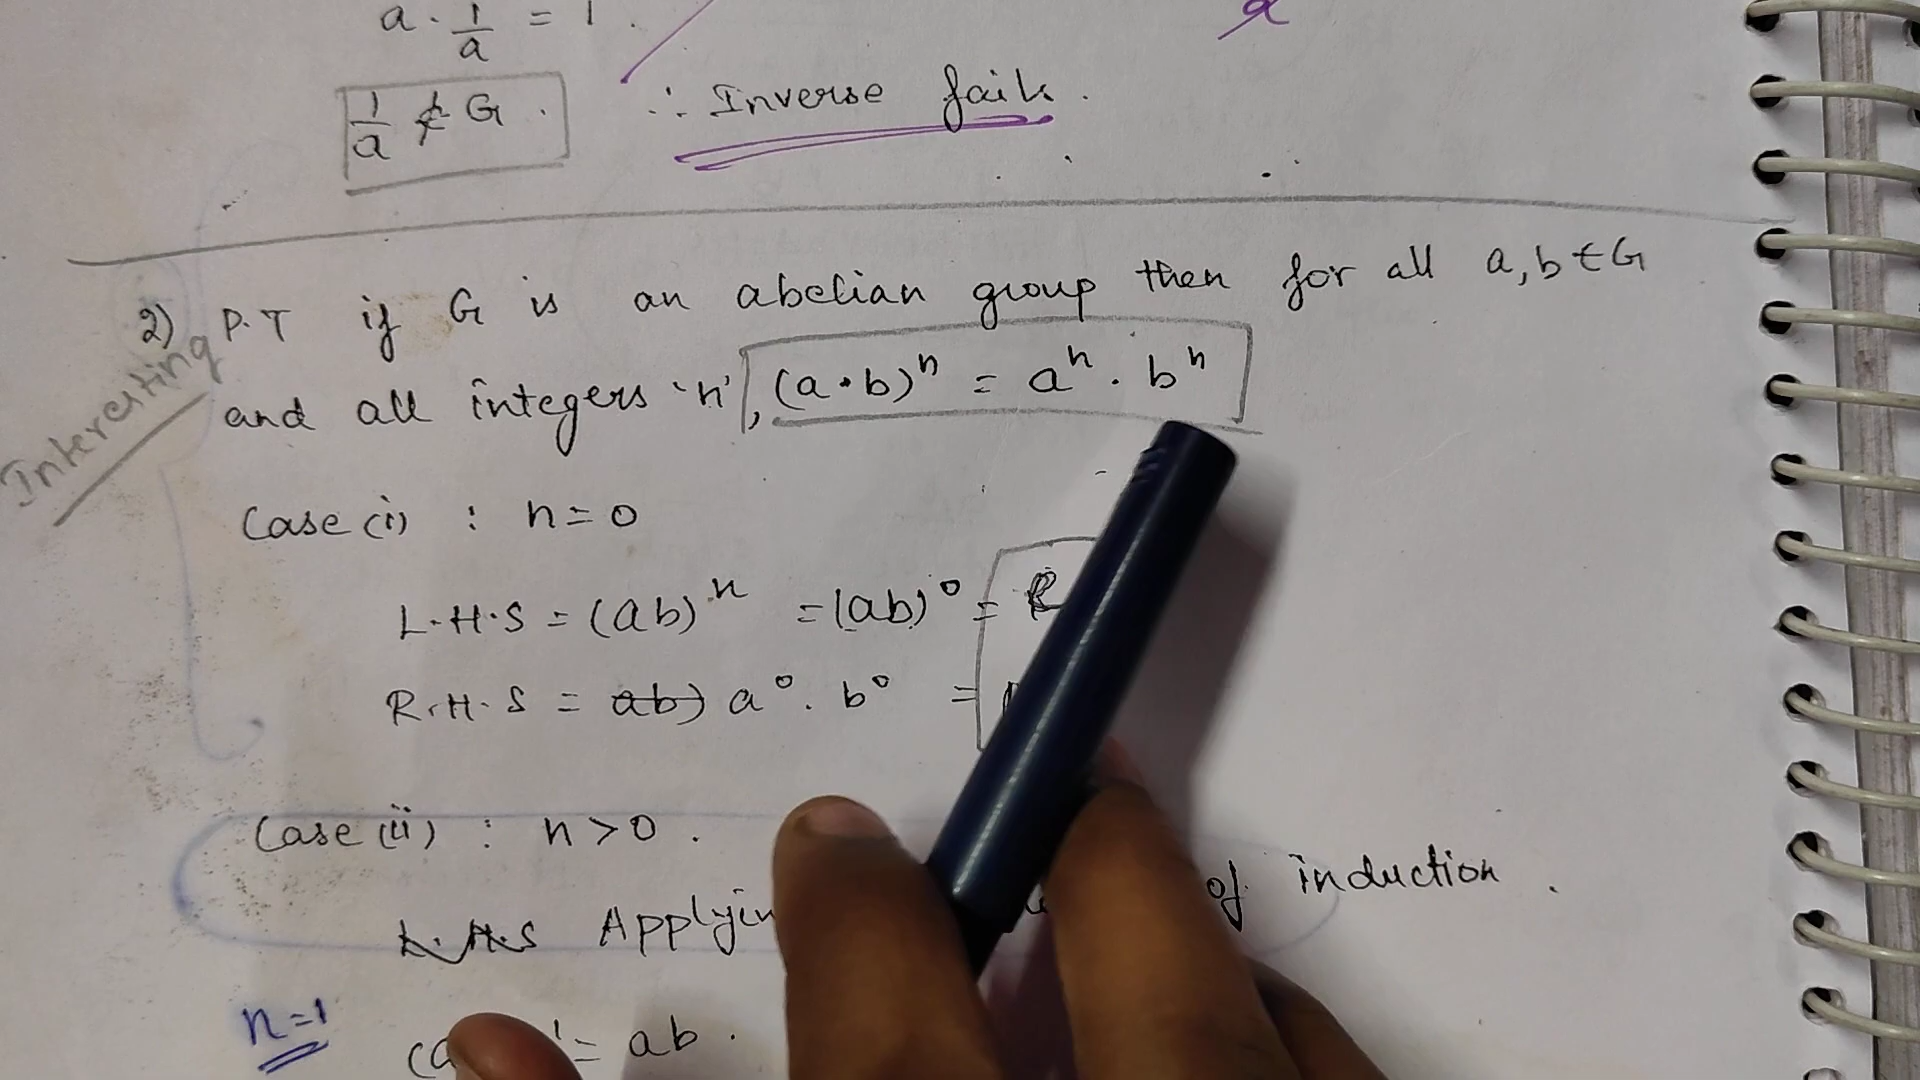 a · 1/a = 1 .
1/a ∉ G .
∴ Inverse fails .
2) P.T if G is an abelian group then for all a, b ∈ G
Interesting
and all integers 'n', (a • b)ⁿ = aⁿ . bⁿ
Case (i) : n = 0
L.H.S = (ab)ⁿ = (ab)⁰ =
R.H.S = a⁰ . b⁰ =
Case (ii) : n > 0 .
of induction .
n=1
= ab .